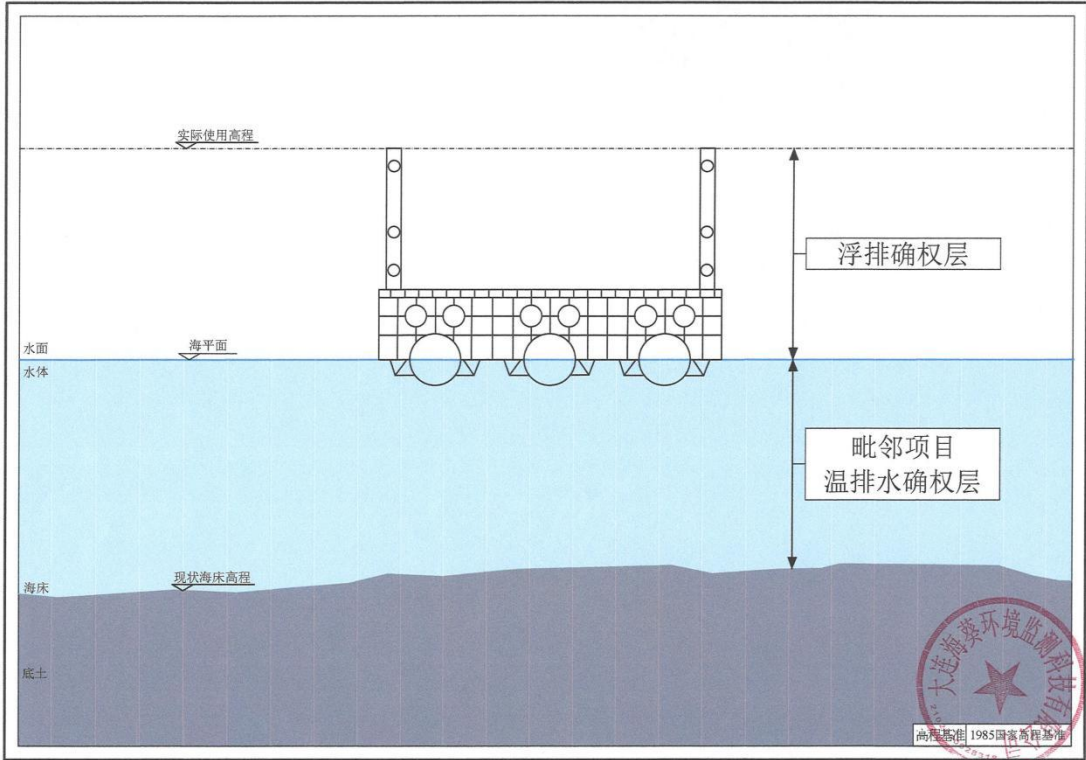 实际使用高程
浮排确权层
水面
海平面
水体
毗邻项目
温排水确权层
现状海床高程
海床
底土
大连海葵环境监测科技有限公司
高程基准 1985国家高程基准